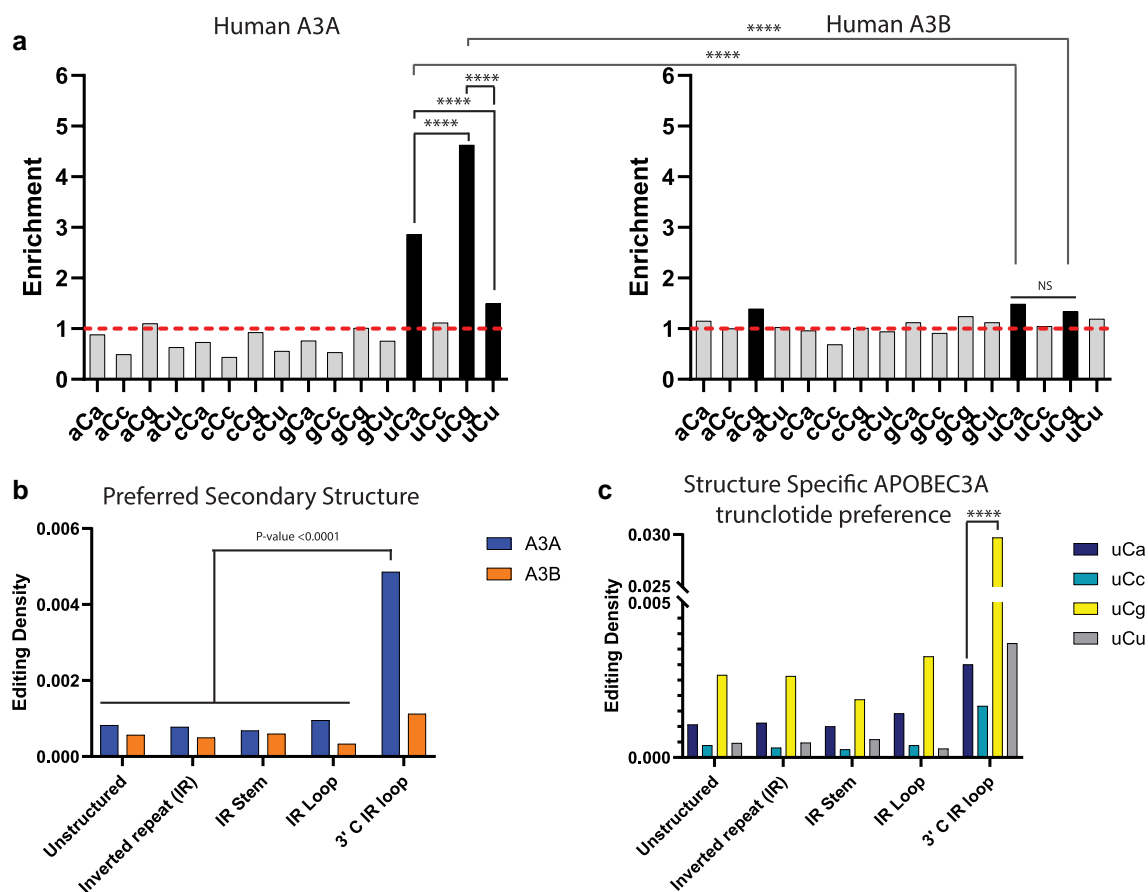 a
Human A3A
Human A3B
****
****
****
****
****
NS
Enrichment
6
5
4
3
2
1
0
aCa
aCc
aCg
aCu
cCa
cCc
cCg
cCu
gCa
gCc
gCg
gCu
uCa
uCc
uCg
uCu
Enrichment
6
5
4
3
2
1
0
aCa
aCc
aCg
aCu
cCa
cCc
cCg
cCu
gCa
gCc
gCg
gCu
uCa
uCc
uCg
uCu
b
Preferred Secondary Structure
P-value <0.0001
A3A
A3B
Editing Density
0.006
0.004
0.002
0.000
Unstructured
Inverted repeat (IR)
IR Stem
IR Loop
3' C IR loop
c
Structure Specific APOBEC3A
trunclotide preference
****
uCa
uCc
uCg
uCu
Editing Density
0.030
0.025
0.005
0.000
Unstructured
Inverted repeat (IR)
IR Stem
IR Loop
3' C IR loop